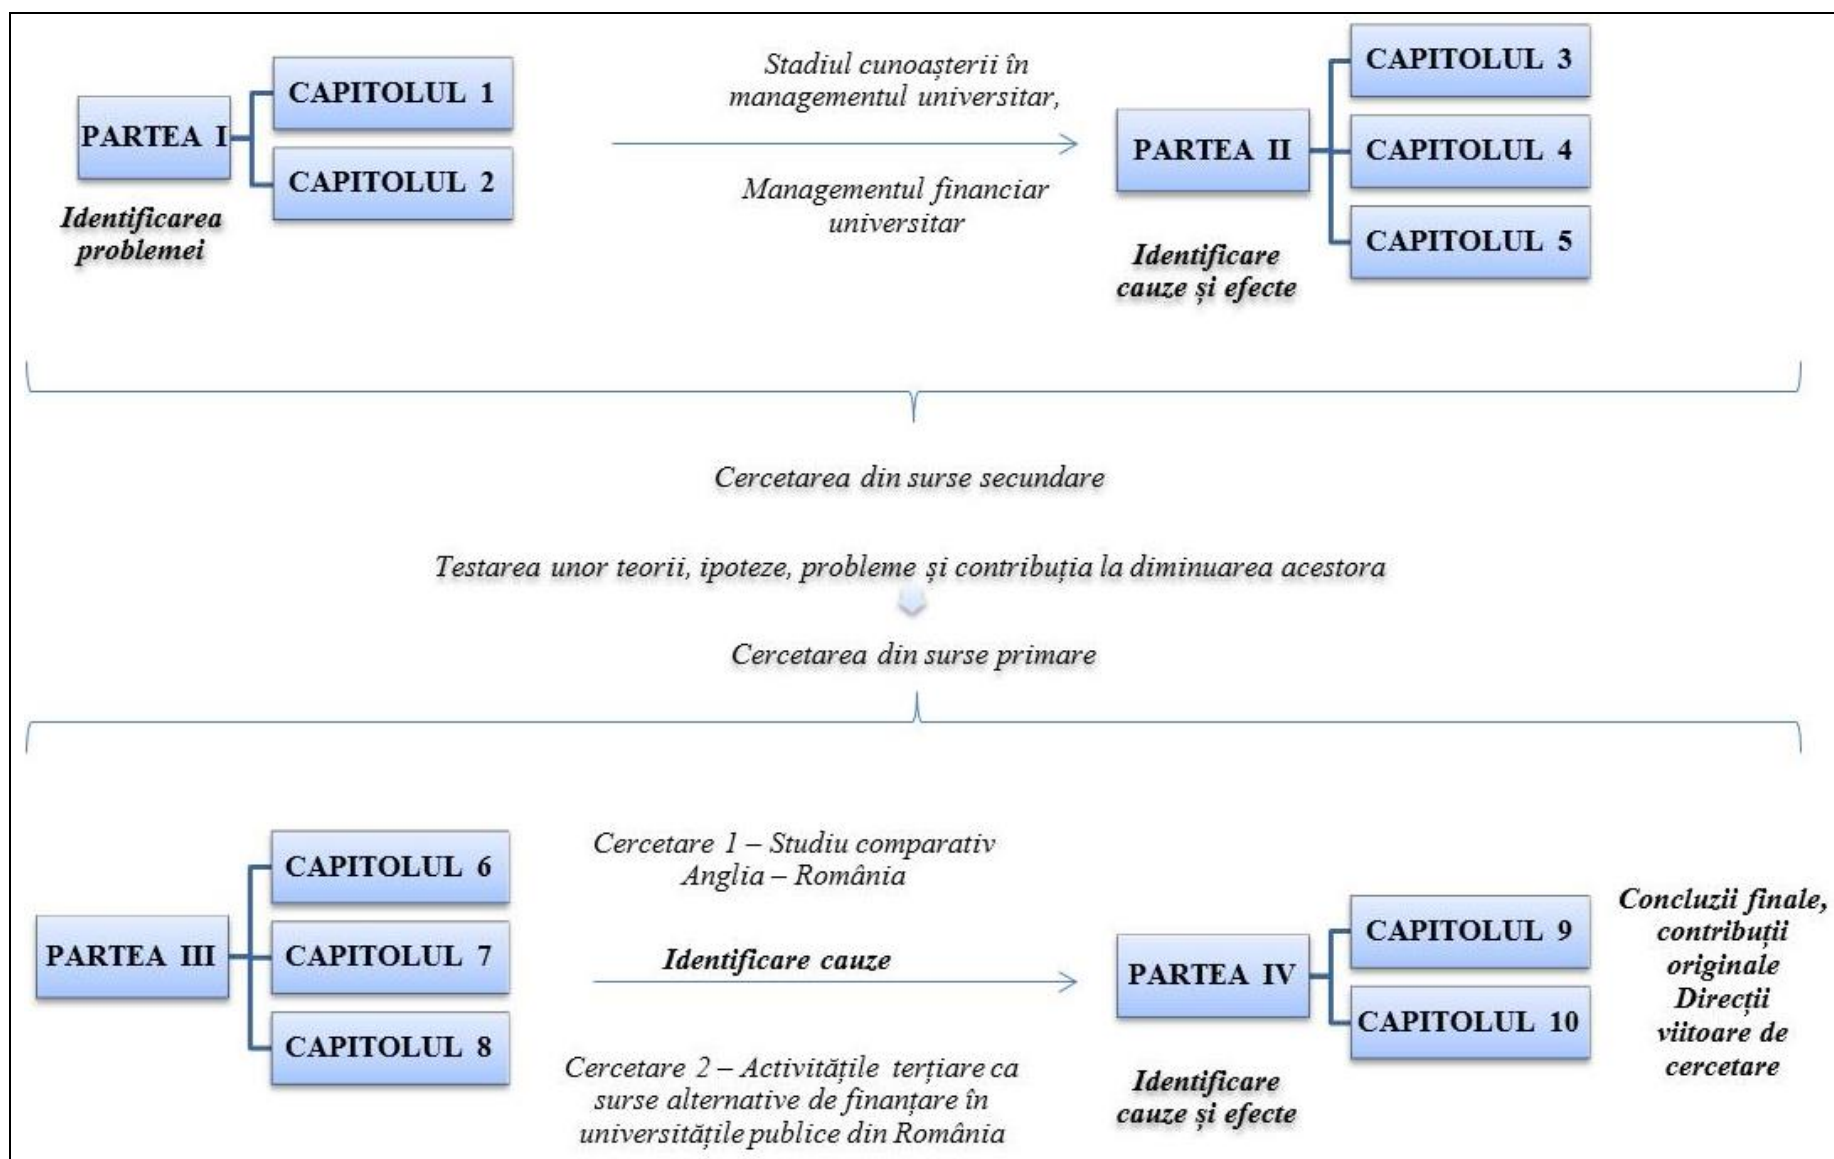 PARTEA I
CAPITOLUL 1
CAPITOLUL 2
Identificarea
problemei
Stadiul cunoașterii în
managementul universitar,
Managementul financiar
universitar
PARTEA II
CAPITOLUL 3
CAPITOLUL 4
CAPITOLUL 5
Identificare
cauze și efecte
Cercetarea din surse secundare
Testarea unor teorii, ipoteze, probleme și contribuția la diminuarea acestora
Cercetarea din surse primare
PARTEA III
CAPITOLUL 6
CAPITOLUL 7
CAPITOLUL 8
Cercetare 1 – Studiu comparativ
Anglia – România
Identificare cauze
Cercetare 2 – Activitățile terțiare ca
surse alternative de finanțare în
universitățile publice din România
PARTEA IV
CAPITOLUL 9
CAPITOLUL 10
Identificare
cauze și efecte
Concluzii finale,
contribuții
originale
Direcții
viitoare de
cercetare